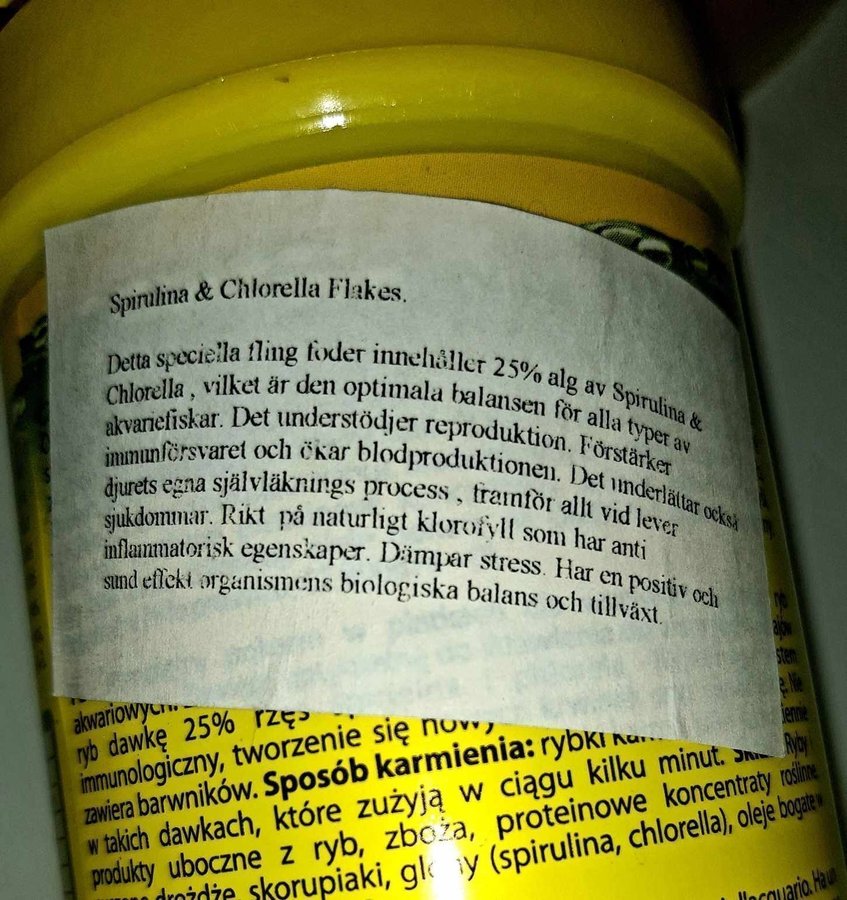 Spirulina & Chlorella Flakes.
Detta speciella fling foder innehåller 25% alg av Spirulina &
Chlorella , vilket är den optimala balansen för alla typer av
akvariefiskar. Det understödjer reproduktion. Förstärker
immunförsvaret och ökar blodproduktionen. Det underlättar också
djurets egna självläknings process , framför allt vid lever
sjukdommar. Rikt på naturligt klorofyll som har anti
inflammatorisk egenskaper. Dämpar stress. Har en positiv och
sund effekt organismens biologiska balans och tillväxt.
akwariowych.
ryb dawkę 25%
immunologiczny, tworzenie się
zawiera barwników. Sposób karmienia: rybki
w takich dawkach, które zużyją w ciągu kilku minut. Ryby
produkty uboczne z ryb, zboża, proteinowe koncentraty roślinne
drożdże, skorupiaki, (spirulina, chlorella), oleje bogate w